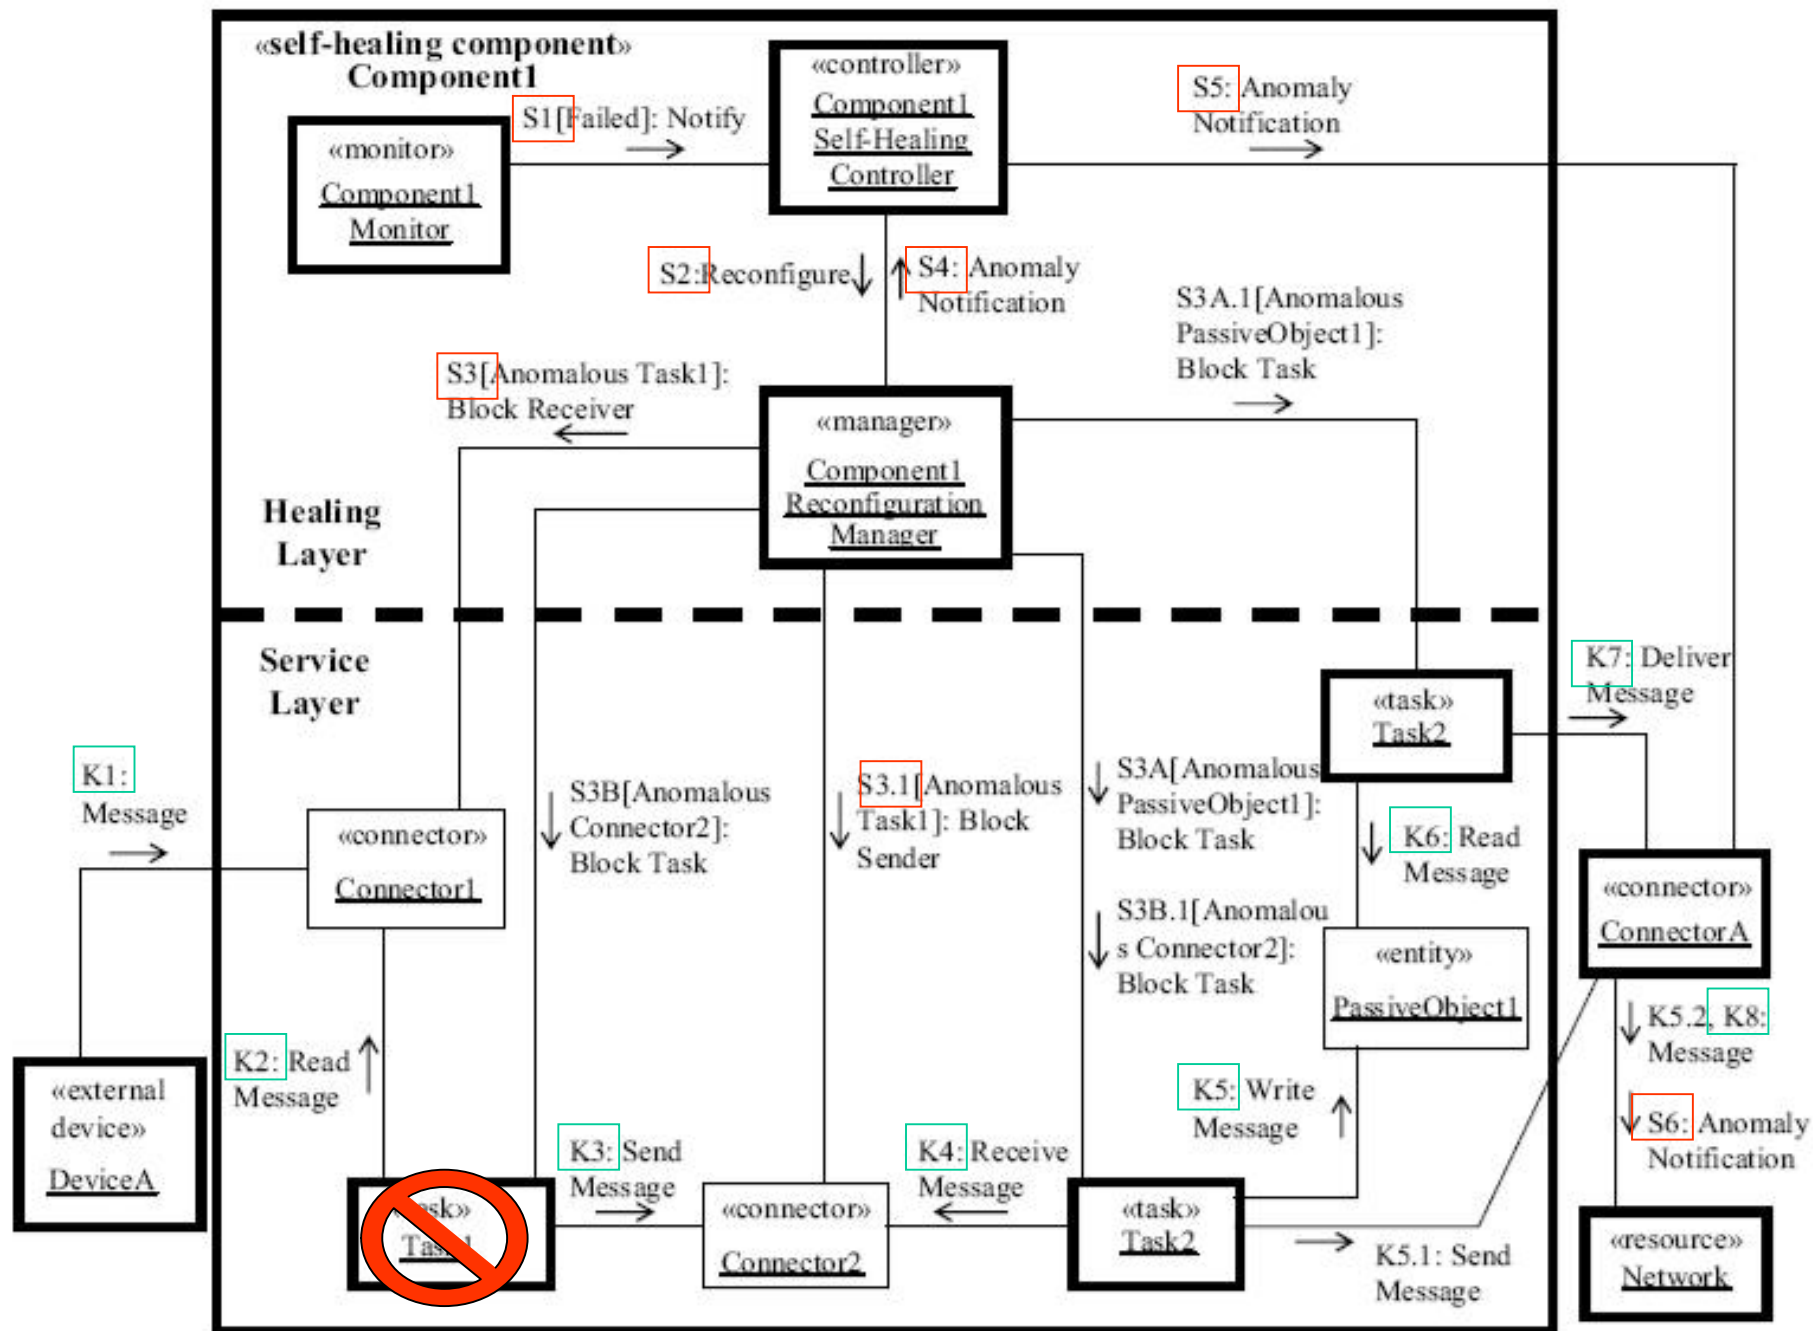 «self-healing component»
Component1
«controller»
Component1
Self-Healing
Controller
S1[Failed]: Notify
S5: Anomaly
Notification
«monitor»
Component1
Monitor
S2:Reconfigure
S4: Anomaly
Notification
S3A.1[Anomalous
PassiveObject1]:
Block Task
S3[Anomalous Task1]:
Block Receiver
«manager»
Component1
Reconfiguration
Manager
Healing
Layer
Service
Layer
K7: Deliver
Message
«task»
Task2
K1:
Message
S3B[Anomalous
Connector2]:
Block Task
S3.1[Anomalous
Task1]: Block
Sender
S3A[Anomalous
PassiveObject1]:
Block Task
K6: Read
Message
«connector»
Connector1
«connector»
ConnectorA
S3B.1[Anomalou
s Connector2]:
Block Task
«entity»
PassiveObject1
K5.2, K8:
Message
K2: Read
Message
K5: Write
Message
S6: Anomaly
Notification
«external
device»
DeviceA
K3: Send
Message
K4: Receive
Message
«task»
Task1
«connector»
Connector2
«task»
Task2
K5.1: Send
Message
«resource»
Network